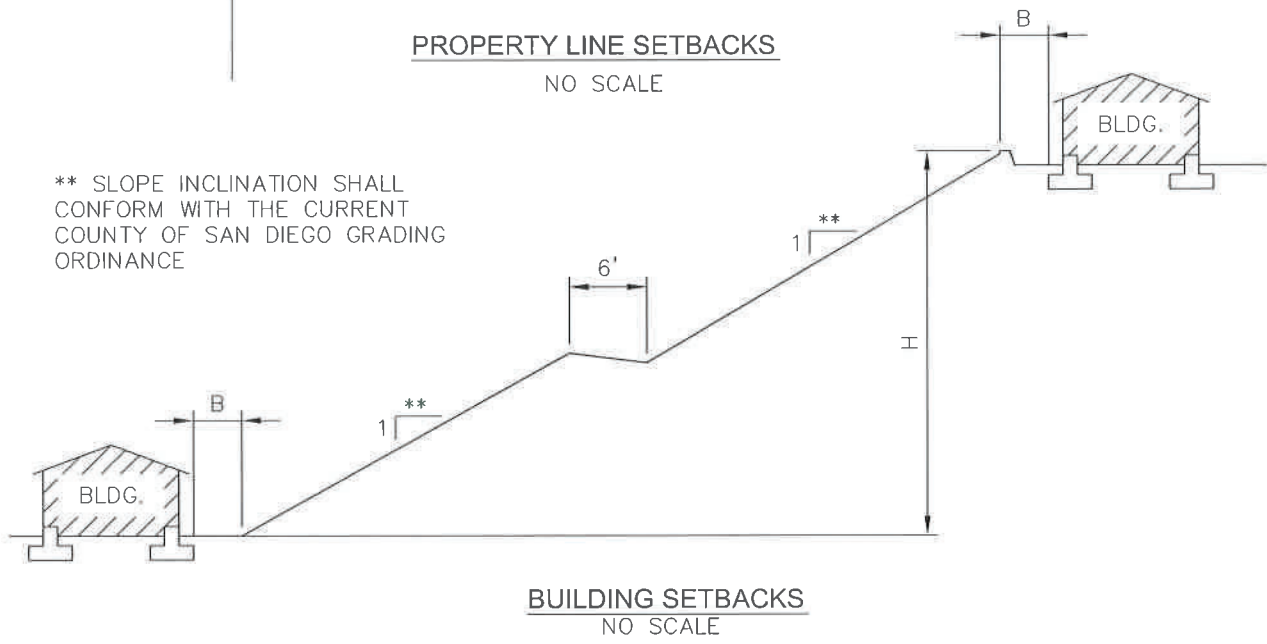 PROPERTY LINE SETBACKS
NO SCALE
B
BLDG.
** SLOPE INCLINATION SHALL
CONFORM WITH THE CURRENT
COUNTY OF SAN DIEGO GRADING
ORDINANCE
**
1
6'
H
B
**
1
BLDG.
BUILDING SETBACKS
NO SCALE